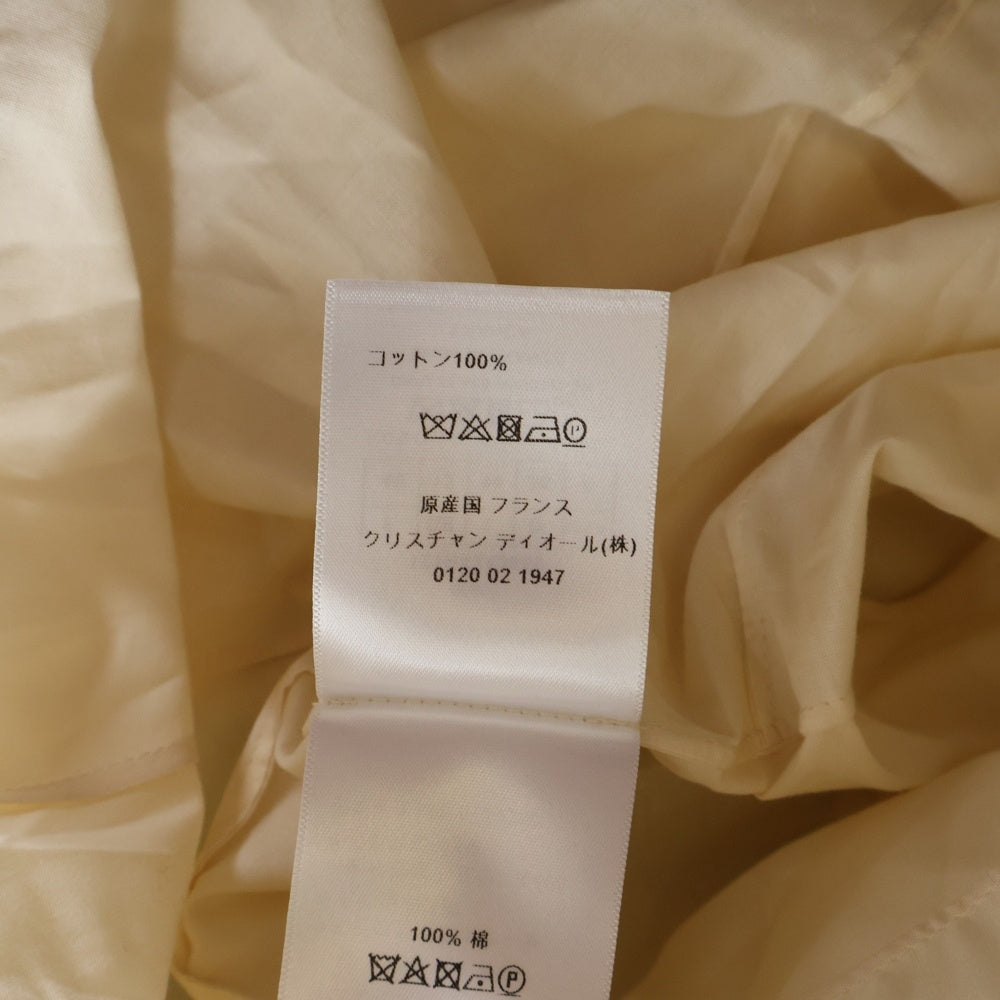 コットン100%
原産国 フランス
クリスチャン ディオール(株)
0120 02 1947
100% 棉